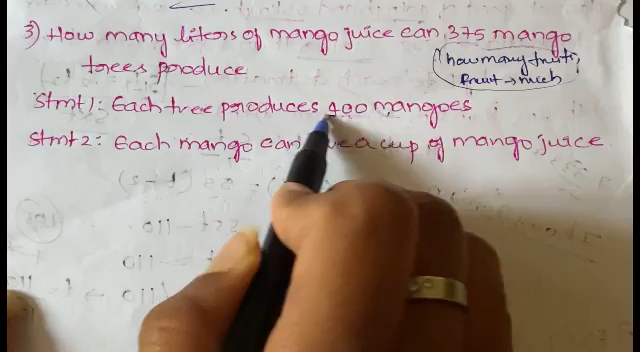 3) How many liters of mango juice can 375 mango
trees produce
(how many fruits,
fruit → much
Stmt 1: Each tree produces 400 mangoes
Stmt 2: Each mango can a cup of mango juice